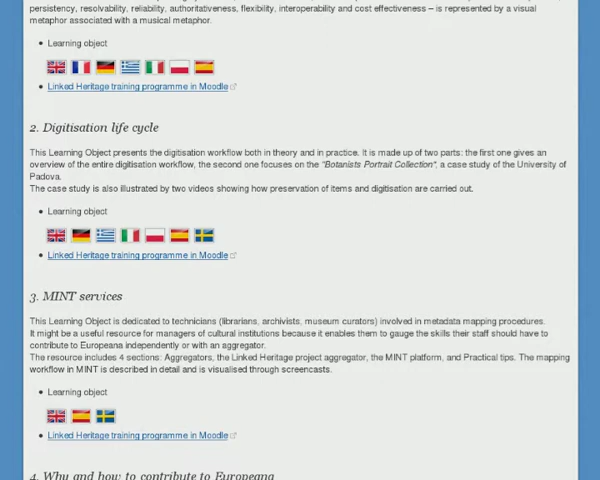 persistency, resolvability, reliability, authoritativeness, flexibility, interoperability and cost effectiveness – is represented by a visual
metaphor associated with a musical metaphor.
• Learning object
• Linked Heritage training programme in Moodle
2. Digitisation life cycle
This Learning Object presents the digitisation workflow both in theory and in practice. It is made up of two parts: the first one gives an
overview of the entire digitisation workflow, the second one focuses on the "Botanists Portrait Collection", a case study of the University of
Padova.
The case study is also illustrated by two videos showing how preservation of items and digitisation are carried out.
• Learning object
• Linked Heritage training programme in Moodle
3. MINT services
This Learning Object is dedicated to technicians (librarians, archivists, museum curators) involved in metadata mapping procedures.
It might be a useful resource for managers of cultural institutions because it enables them to gauge the skills their staff should have to
contribute to Europeana independently or with an aggregator.
The resource includes 4 sections: Aggregators, the Linked Heritage project aggregator, the MINT platform, and Practical tips. The mapping
workflow in MINT is described in detail and is visualised through screencasts.
• Learning object
• Linked Heritage training programme in Moodle
4. Why and how to contribute to Europeana